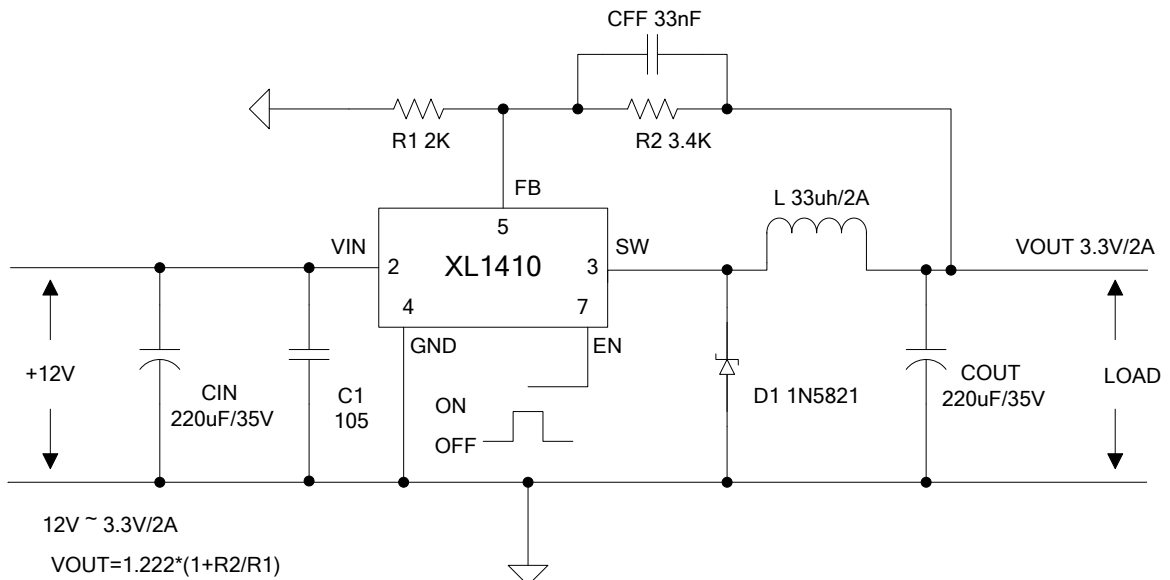 CFF 33nF
R1 2K
R2 3.4K
FB
L 33uh/2A
5
VIN
SW
VOUT 3.3V/2A
2
XL1410
3
4
7
GND
EN
+12V
CIN
220uF/35V
C1
105
ON
OFF
D1 1N5821
COUT
220uF/35V
LOAD
12V ~ 3.3V/2A
VOUT=1.222*(1+R2/R1)